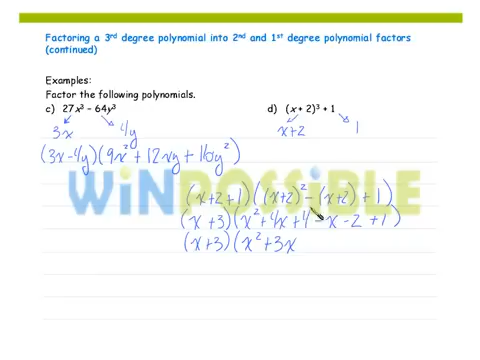 Factoring a 3rd degree polynomial into 2nd and 1st degree polynomial factors
(continued)
Examples:
Factor the following polynomials.
c) 27x³ – 64y³
d) (x + 2)³ + 1
3x 4y
x+2 1
(3x-4y)(9x²+12xy+16y²)
WiNPOSSIBLE
(x+2+1)((x+2)²-(x+2)+1)
(x+3)(x²+4x+4-x-2+1)
(x+3)(x²+3x